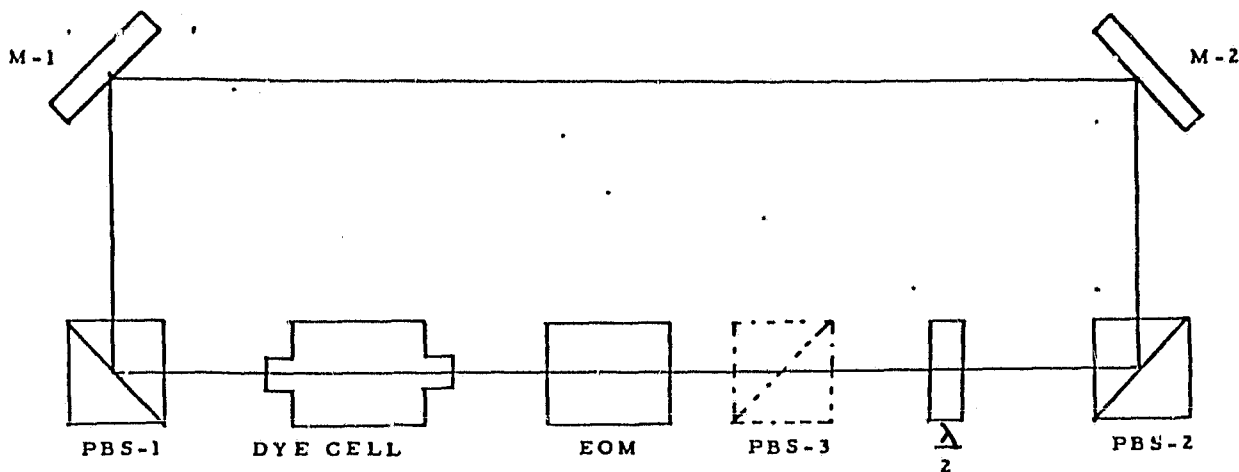 M-1
M-2
PBS-1
DYE CELL
EOM
PBS-3
λ
2
PBS-2